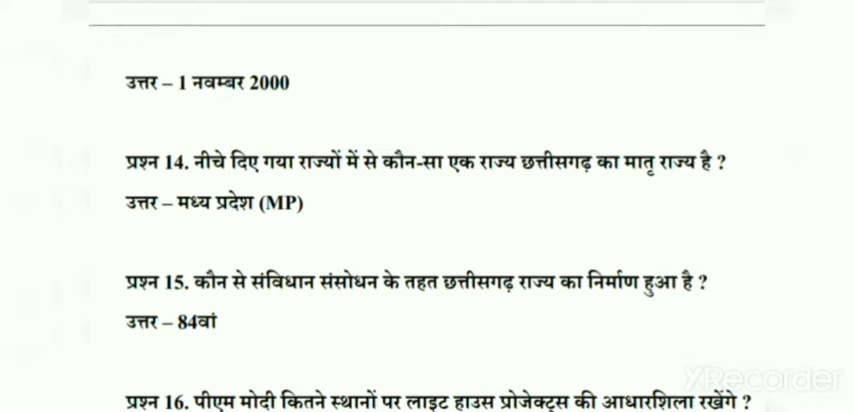 उत्तर – 1 नवम्बर 2000
प्रश्न 14. नीचे दिए गया राज्यों में से कौन-सा एक राज्य छत्तीसगढ़ का मातृ राज्य है ?
उत्तर – मध्य प्रदेश (MP)
प्रश्न 15. कौन से संविधान संसोधन के तहत छत्तीसगढ़ राज्य का निर्माण हुआ है ?
उत्तर – 84वां
XRecorder
प्रश्न 16. पीएम मोदी कितने स्थानों पर लाइट हाउस प्रोजेक्ट्स की आधारशिला रखेंगे ?